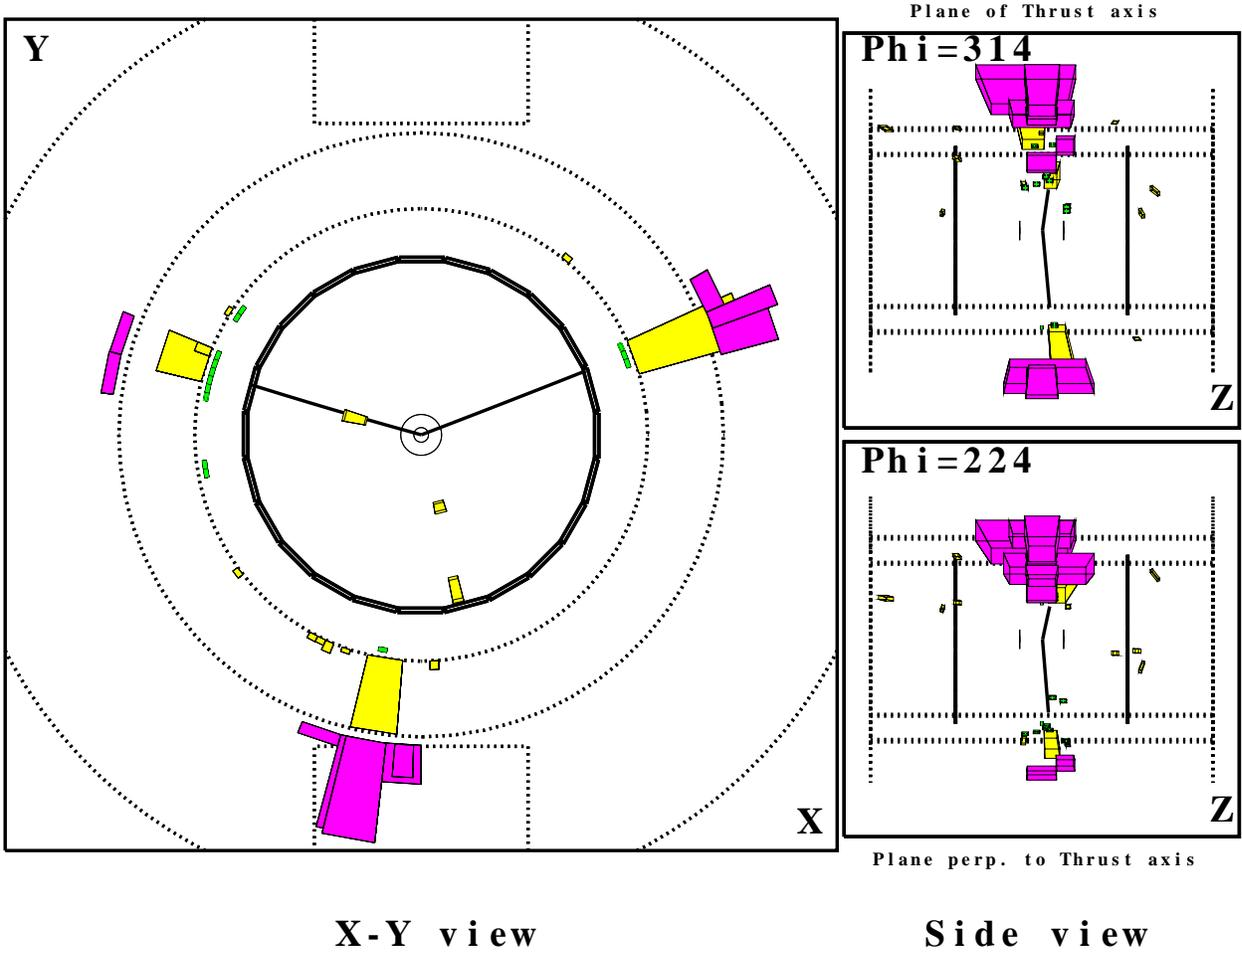 Plane of Thrust axis
Y
Phi=314
Z
Phi=224
X
Z
Plane perp. to Thrust axis
X-Y view
Side view